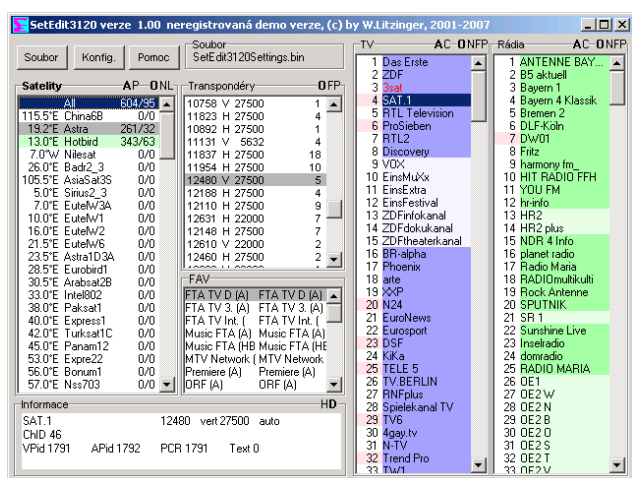 SetEdit3120 verze 1.00 neregistrovaná demo verze, (c) by W.Litzinger, 2001-2007
Soubor Konfig. Pomoc
Soubor
SetEdit3120Settings.bin
Satelity AP ONL
All 604/95
115.5°E China6B 0/0
19.2°E Astra 261/32
13.0°E Hotbird 343/63
7.0°W Nilesat 0/0
26.0°E Badr2_3 0/0
105.5°E AsiaSat3S 0/0
5.0°E Sirius2_3 0/0
7.0°E EutelW3A 0/0
10.0°E EutelW1 0/0
16.0°E EutelW2 0/0
21.5°E EutelW6 0/0
23.5°E Astra1D3A 0/0
28.5°E Eurobird1 0/0
30.5°E Arabsat2B 0/0
33.0°E Intel802 0/0
38.0°E Paksat1 0/0
40.0°E Express1 0/0
42.0°E Turksat1C 0/0
45.0°E Panam12 0/0
53.0°E Expre22 0/0
56.0°E Bonum1 0/0
57.0°E Nss703 0/0
Transpondéry OFP
10758 V 27500 1
11823 H 27500 4
10892 H 27500 1
11131 V 5632 4
11837 H 27500 18
11954 H 27500 10
12480 V 27500 5
12188 H 27500 4
12110 H 27500 9
12631 H 22000 7
12148 H 27500 7
12610 V 22000 2
12460 H 27500 2
FAV
FTA TV D (A) FTA TV D (A)
FTA TV 3. (A) FTA TV 3. (A)
FTA TV Int. ( FTA TV Int. (
Music FTA (A) Music FTA (A)
Music FTA (HB Music FTA (HB
MTV Network ( MTV Network
Premiere (A) Premiere (A)
ORF (A) ORF (A)
Informace HD
SAT.1 12480 vert 27500 auto
ChID 46
VPid 1791 APid 1792 PCR 1791 Text 0
TV AC ONFP
1 Das Erste
2 ZDF
3 3sat
4 SAT.1
5 RTL Television
6 ProSieben
7 RTL2
8 Discovery
9 VOX
10 EinsMuXx
11 EinsExtra
12 EinsFestival
13 ZDFinfokanal
14 ZDFdokukanal
15 ZDFtheaterkanal
16 BR-alpha
17 Phoenix
18 arte
19 XXP
20 N24
21 EuroNews
22 Eurosport
23 DSF
24 KiKa
25 TELE 5
26 TV.BERLIN
27 RNFplus
28 Spielekanal TV
29 TV6
30 4gay.tv
31 N-TV
32 Trend Pro
33 TW1
Rádia AC ONFP
1 ANTENNE BAY...
2 B5 aktuell
3 Bayern 1
4 Bayern 4 Klassik
5 Bremen 2
6 DLF-Köln
7 DW01
8 Fritz
9 harmony fm_
10 HIT RADIO FFH
11 YOU FM
12 hr-info
13 HR2
14 HR2 plus
15 NDR 4 Info
16 planet radio
17 Radio Maria
18 RADIOmultikulti
19 Rock Antenne
20 SPUTNIK
21 SR 1
22 Sunshine Live
23 Inselradio
24 domradio
25 RADIO MARIA
26 OE1
27 OE2 W
28 OE2 N
29 OE2 B
30 OE2 O
31 OE2 S
32 OE2 T
33 OE2 V